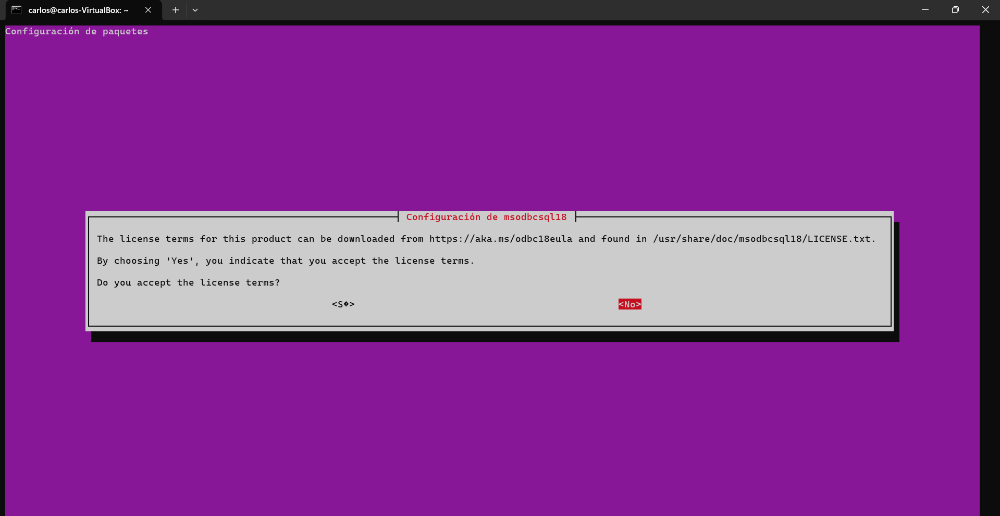 carlos@carlos-VirtualBox: ~
Configuración de paquetes
Configuración de msodbcsql18
The license terms for this product can be downloaded from https://aka.ms/odbc18eula and found in /usr/share/doc/msodbcsql18/LICENSE.txt.
By choosing 'Yes', you indicate that you accept the license terms.
Do you accept the license terms?
<S�> <No>